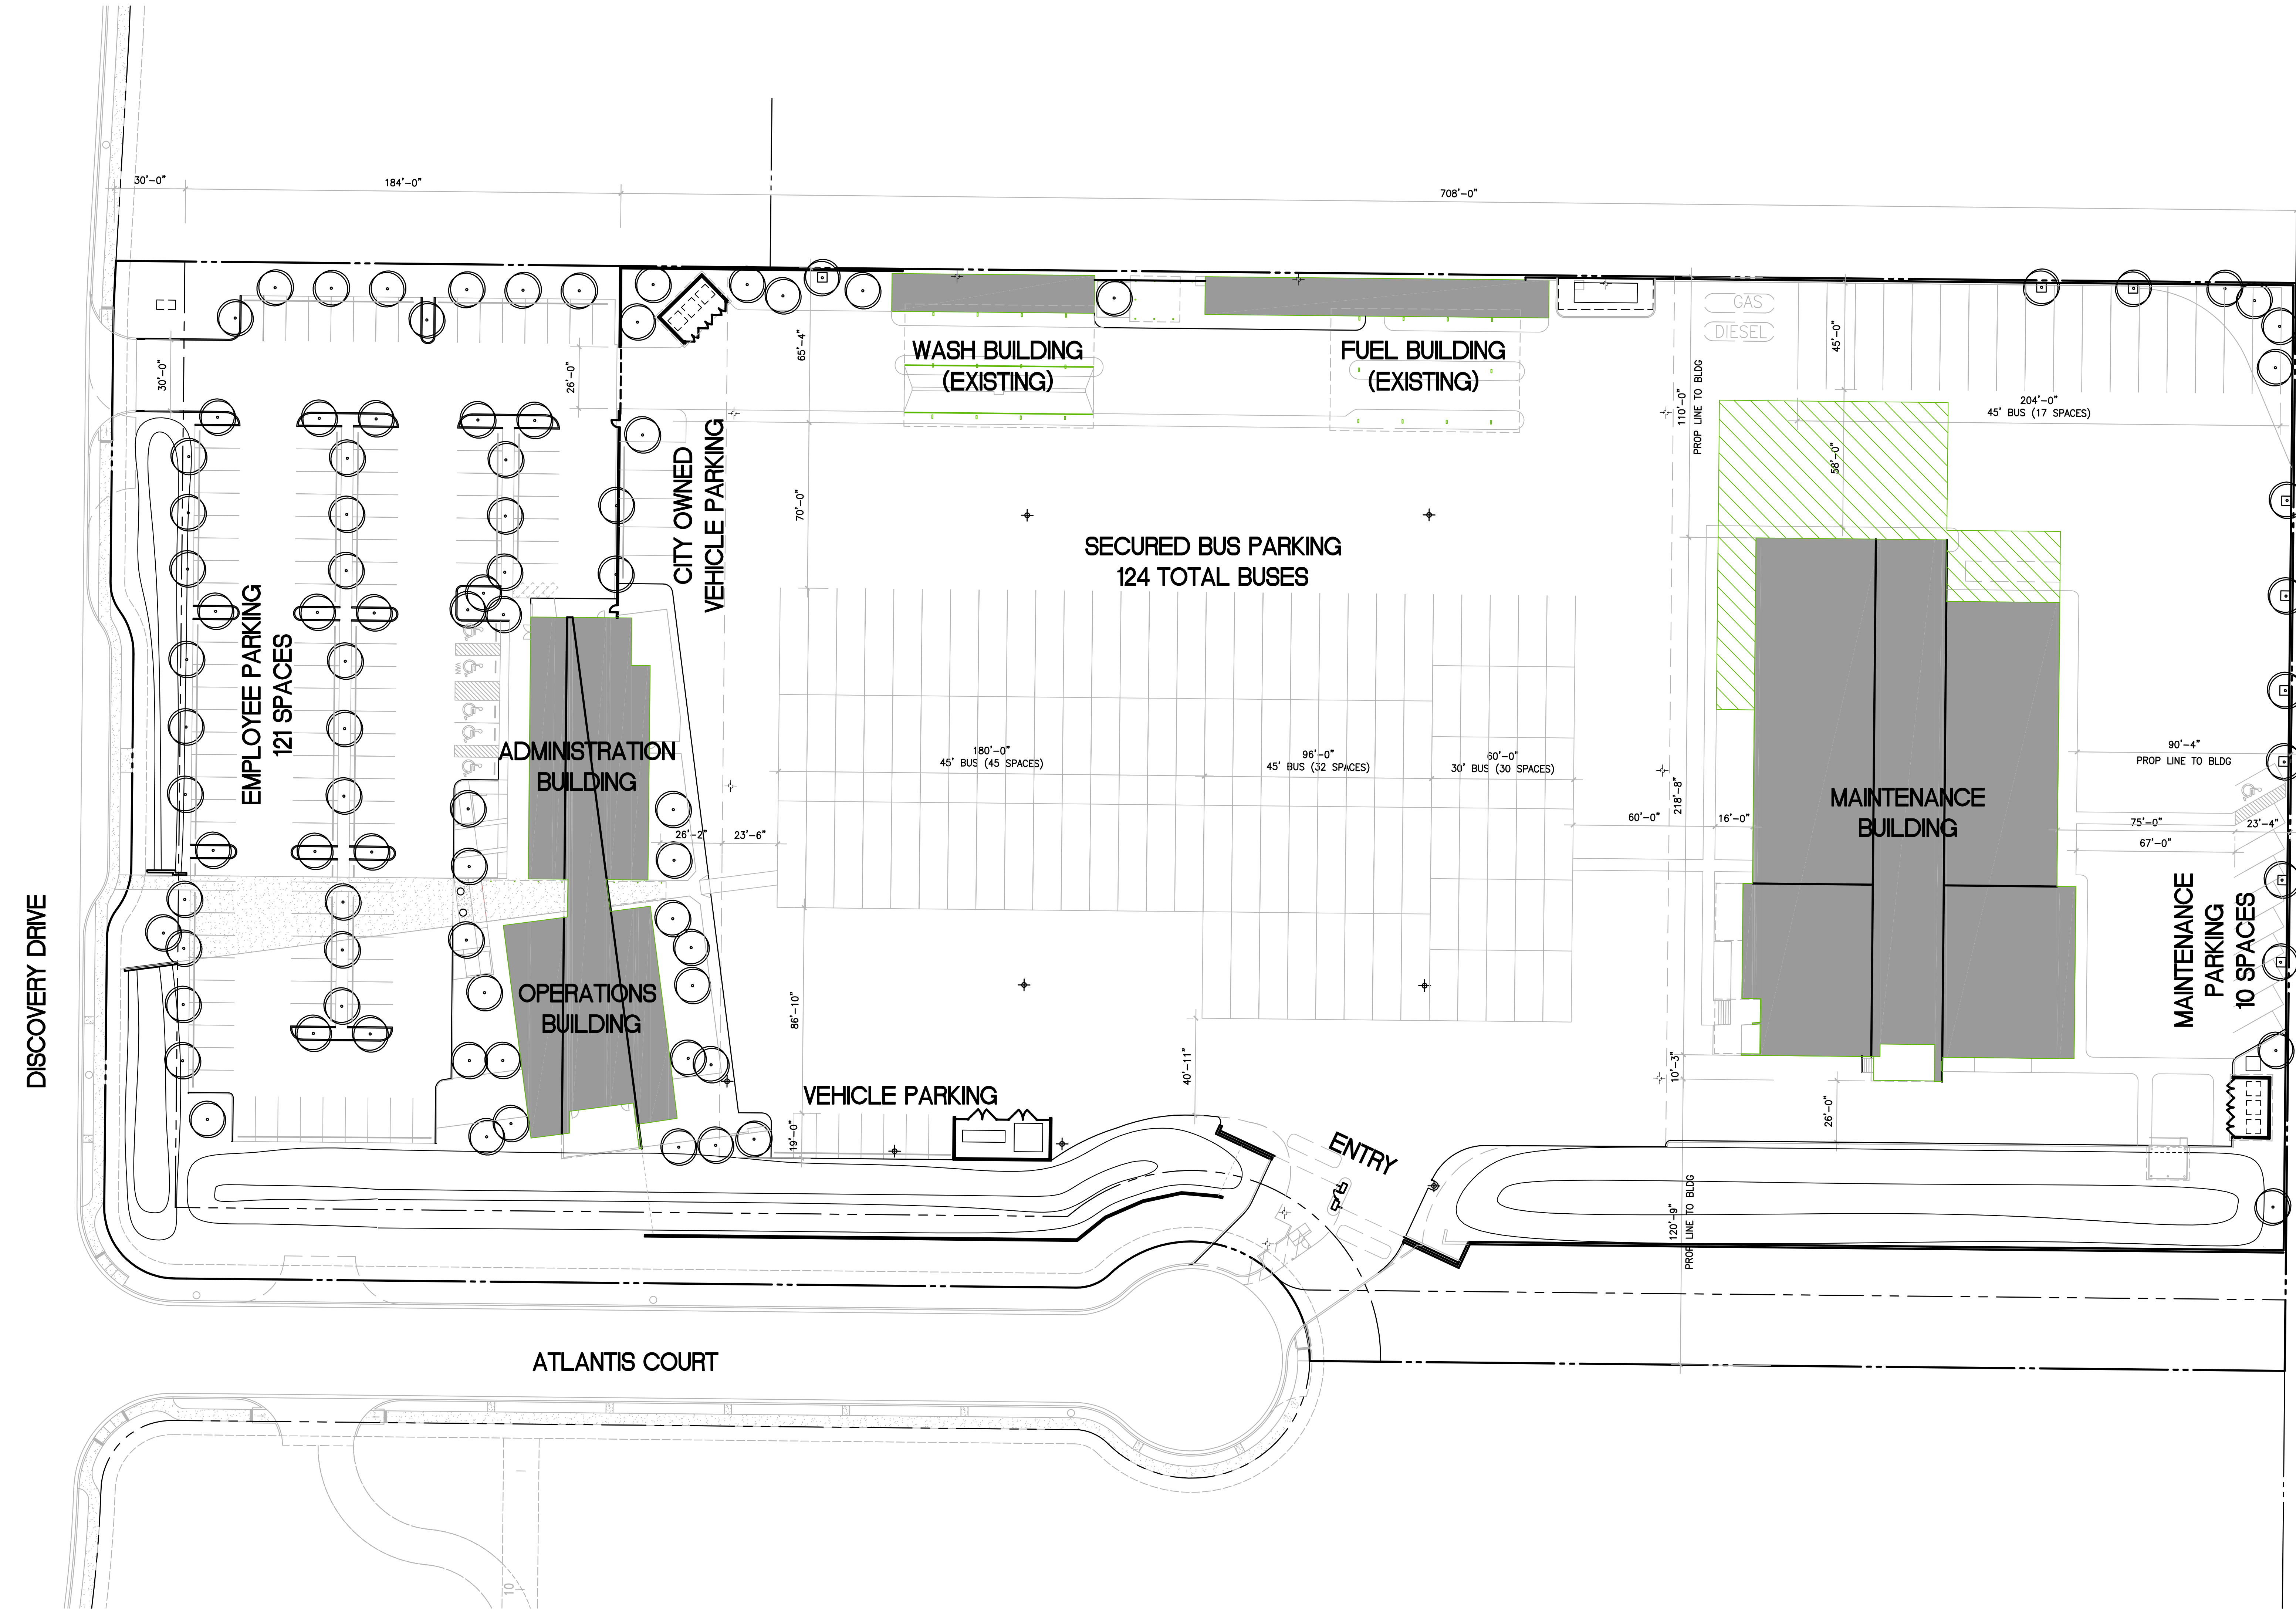 30'-0"
184'-0"
708'-0"
GAS
DIESEL
30'-0"
26'-0"
65'-4"
WASH BUILDING
(EXISTING)
FUEL BUILDING
(EXISTING)
110'-0"
PROP LINE TO BLDG
45'-0"
204'-0"
45' BUS (17 SPACES)
58'-0"
CITY OWNED
VEHICLE PARKING
70'-0"
SECURED BUS PARKING
124 TOTAL BUSES
EMPLOYEE PARKING
121 SPACES
VAN
ADMINISTRATION
BUILDING
180'-0"
45' BUS (45 SPACES)
96'-0"
45' BUS (32 SPACES)
60'-0"
30' BUS (30 SPACES)
90'-4"
PROP LINE TO BLDG
218'-8"
MAINTENANCE
BUILDING
26'-2"
23'-6"
60'-0"
16'-0"
75'-0"
23'-4"
67'-0"
MAINTENANCE
PARKING
10 SPACES
DISCOVERY DRIVE
OPERATIONS
BUILDING
86'-10"
40'-11"
10'-3"
26'-0"
VEHICLE PARKING
19'-0"
ENTRY
120'-9"
PROP LINE TO BLDG
ATLANTIS COURT
10